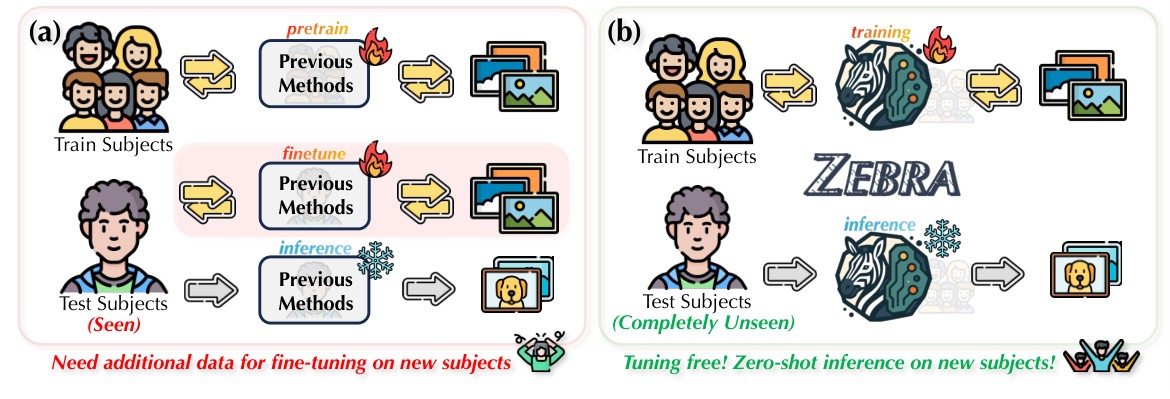 (a)
pretrain
Previous
Methods
Train Subjects
finetune
Previous
Methods
inference
Previous
Methods
Test Subjects
(Seen)
Need additional data for fine-tuning on new subjects
(b)
training
Train Subjects
ZEBRA
inference
Test Subjects
(Completely Unseen)
Tuning free! Zero-shot inference on new subjects!